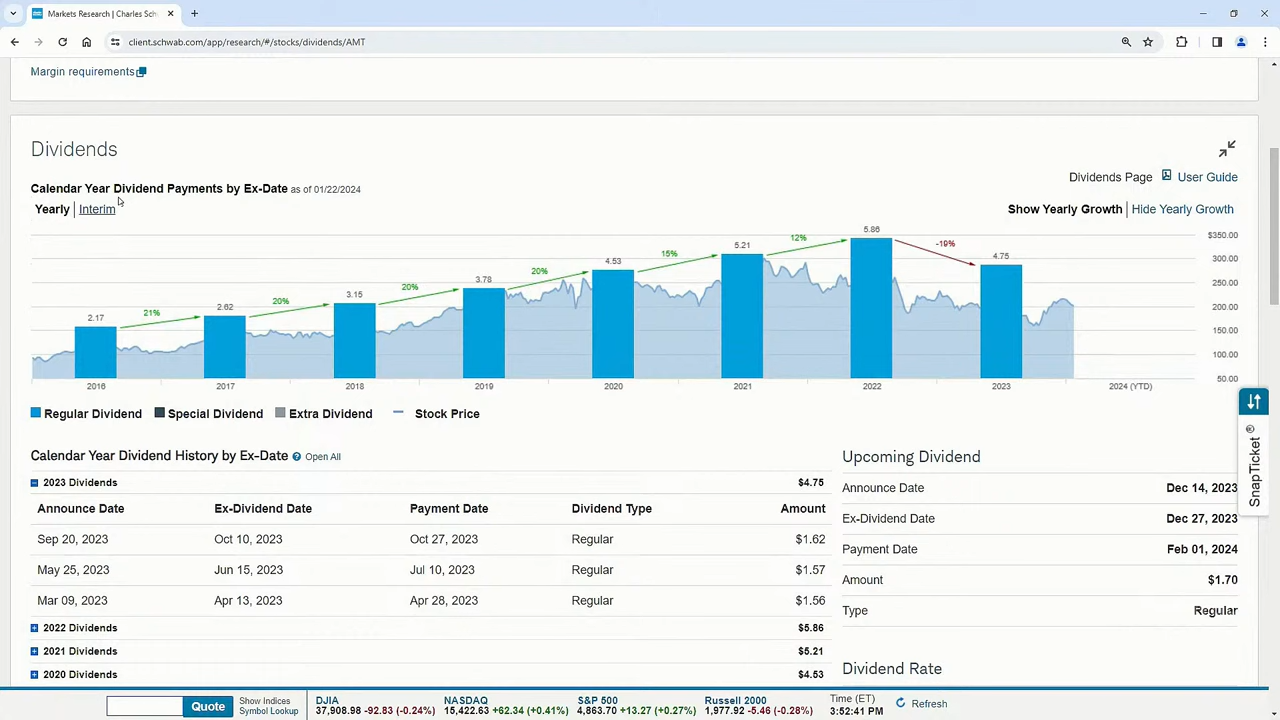 Markets Research | Charles Sch
client.schwab.com/app/research/#/stocks/dividends/AMT
Margin requirements
Dividends
Dividends Page User Guide
Calendar Year Dividend Payments by Ex-Date as of 01/22/2024
Yearly | Interim
Show Yearly Growth | Hide Yearly Growth
2.17 2.62 3.15 3.78 4.53 5.21 5.86 4.75
21% 20% 20% 20% 15% 12% -19%
$350.00
300.00
250.00
200.00
150.00
100.00
50.00
2016 2017 2018 2019 2020 2021 2022 2023 2024 (YTD)
Regular Dividend Special Dividend Extra Dividend Stock Price
SnapTicket®
Calendar Year Dividend History by Ex-Date ? Open All
2023 Dividends $4.75
Announce Date Ex-Dividend Date Payment Date Dividend Type Amount
Sep 20, 2023 Oct 10, 2023 Oct 27, 2023 Regular $1.62
May 25, 2023 Jun 15, 2023 Jul 10, 2023 Regular $1.57
Mar 09, 2023 Apr 13, 2023 Apr 28, 2023 Regular $1.56
2022 Dividends $5.86
2021 Dividends $5.21
2020 Dividends $4.53
Upcoming Dividend
Announce Date Dec 14, 2023
Ex-Dividend Date Dec 27, 2023
Payment Date Feb 01, 2024
Amount $1.70
Type Regular
Dividend Rate
Quote
Show Indices
Symbol Lookup
DJIA
37,908.98 -92.83 (-0.24%)
NASDAQ
15,422.63 +62.34 (+0.41%)
S&P 500
4,863.70 +13.27 (+0.27%)
Russell 2000
1,977.92 -5.46 (-0.28%)
Time (ET)
3:52:41 PM
Refresh